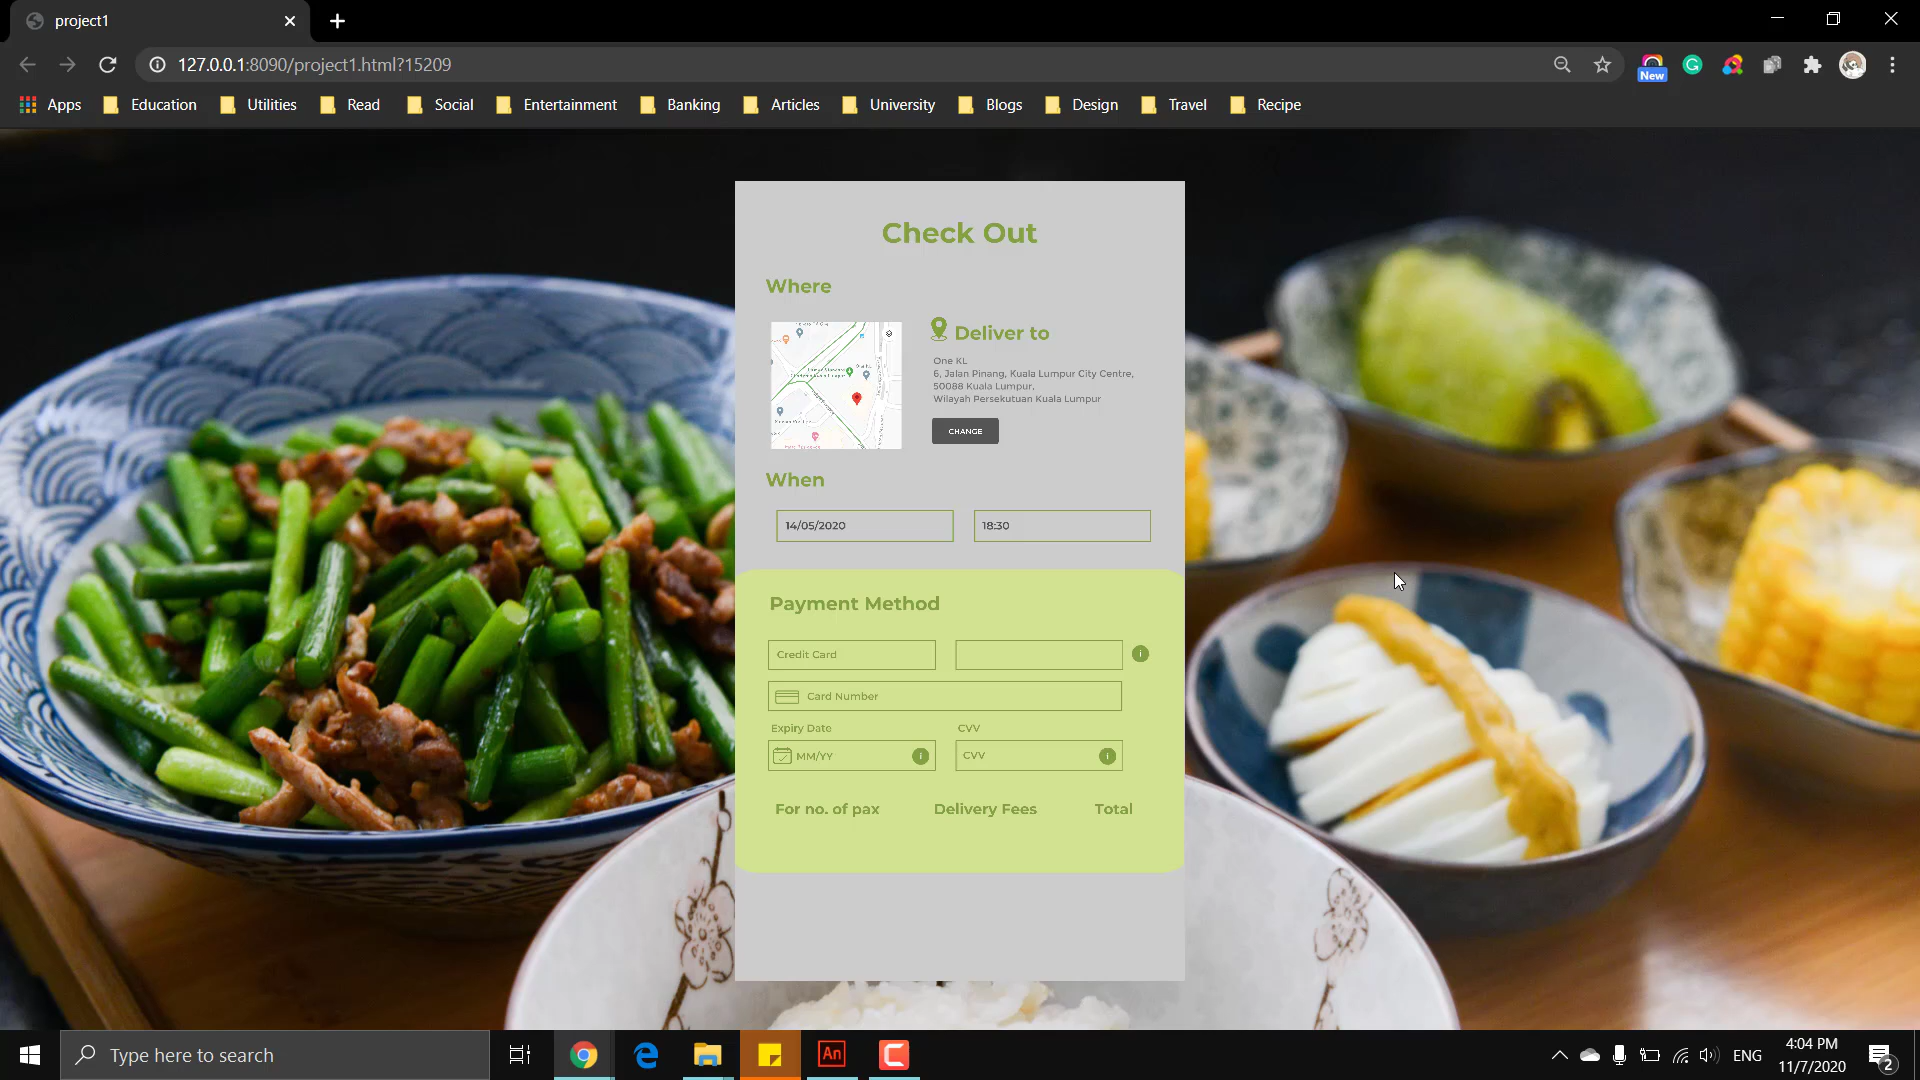 project1
127.0.0.1:8090/project1.html?15209
New
Apps
Education
Utilities
Read
Social
Entertainment
Banking
Articles
University
Blogs
Design
Travel
Recipe
Check Out
Where
Deliver to
One KL
6, Jalan Pinang, Kuala Lumpur City Centre,
50088 Kuala Lumpur,
Wilayah Persekutuan Kuala Lumpur
CHANGE
When
14/05/2020
18:30
Payment Method
Credit Card
Card Number
Expiry Date
CVV
MM/YY
CVV
For no. of pax
Delivery Fees
Total
Type here to search
An
ENG
4:04 PM
11/7/2020
2